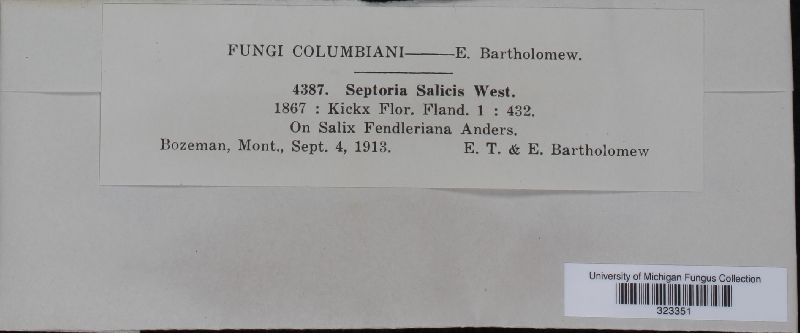 FUNGI COLUMBIANI——E. Bartholomew.
4387. Septoria Salicis West.
1867 : Kickx Flor. Fland. 1 : 432.
On Salix Fendleriana Anders.
Bozeman, Mont., Sept. 4, 1913. E. T. & E. Bartholomew
University of Michigan Fungus Collection
323351